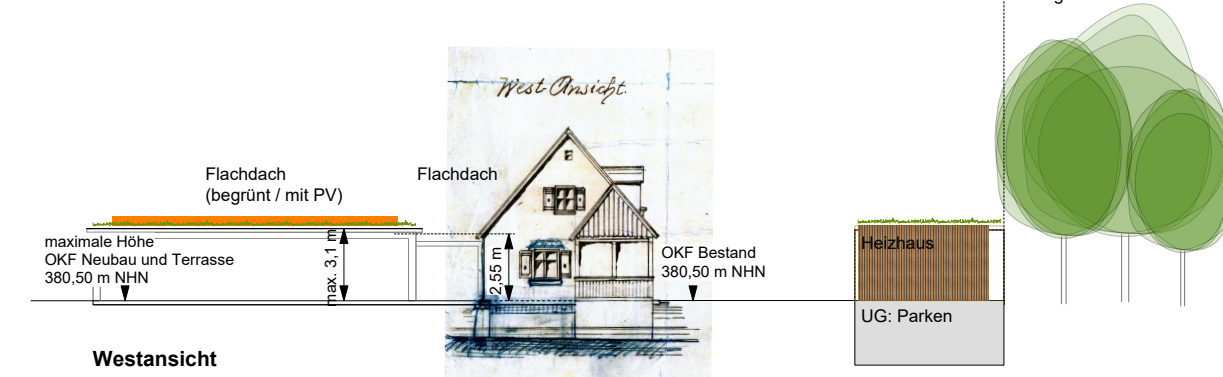 West-Ansicht.
Flachdach
(begrünt / mit PV)
Flachdach
maximale Höhe
OKF Neubau und Terrasse
380,50 m NHN
max. 3,1 m
2,55 m
OKF Bestand
380,50 m NHN
Heizhaus
UG: Parken
Westansicht